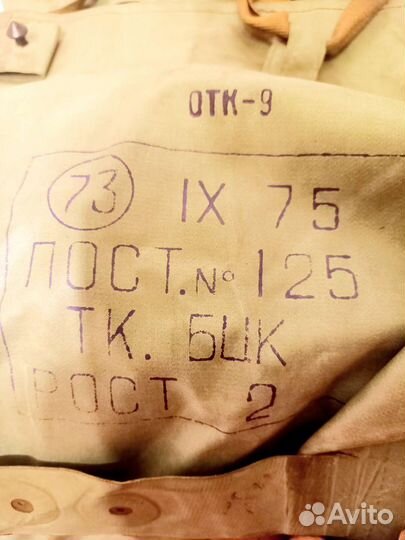 ОТК-9
73 IX 75
ПОСТ. № 125
ТК. БЦК
РОСТ 2
Avito